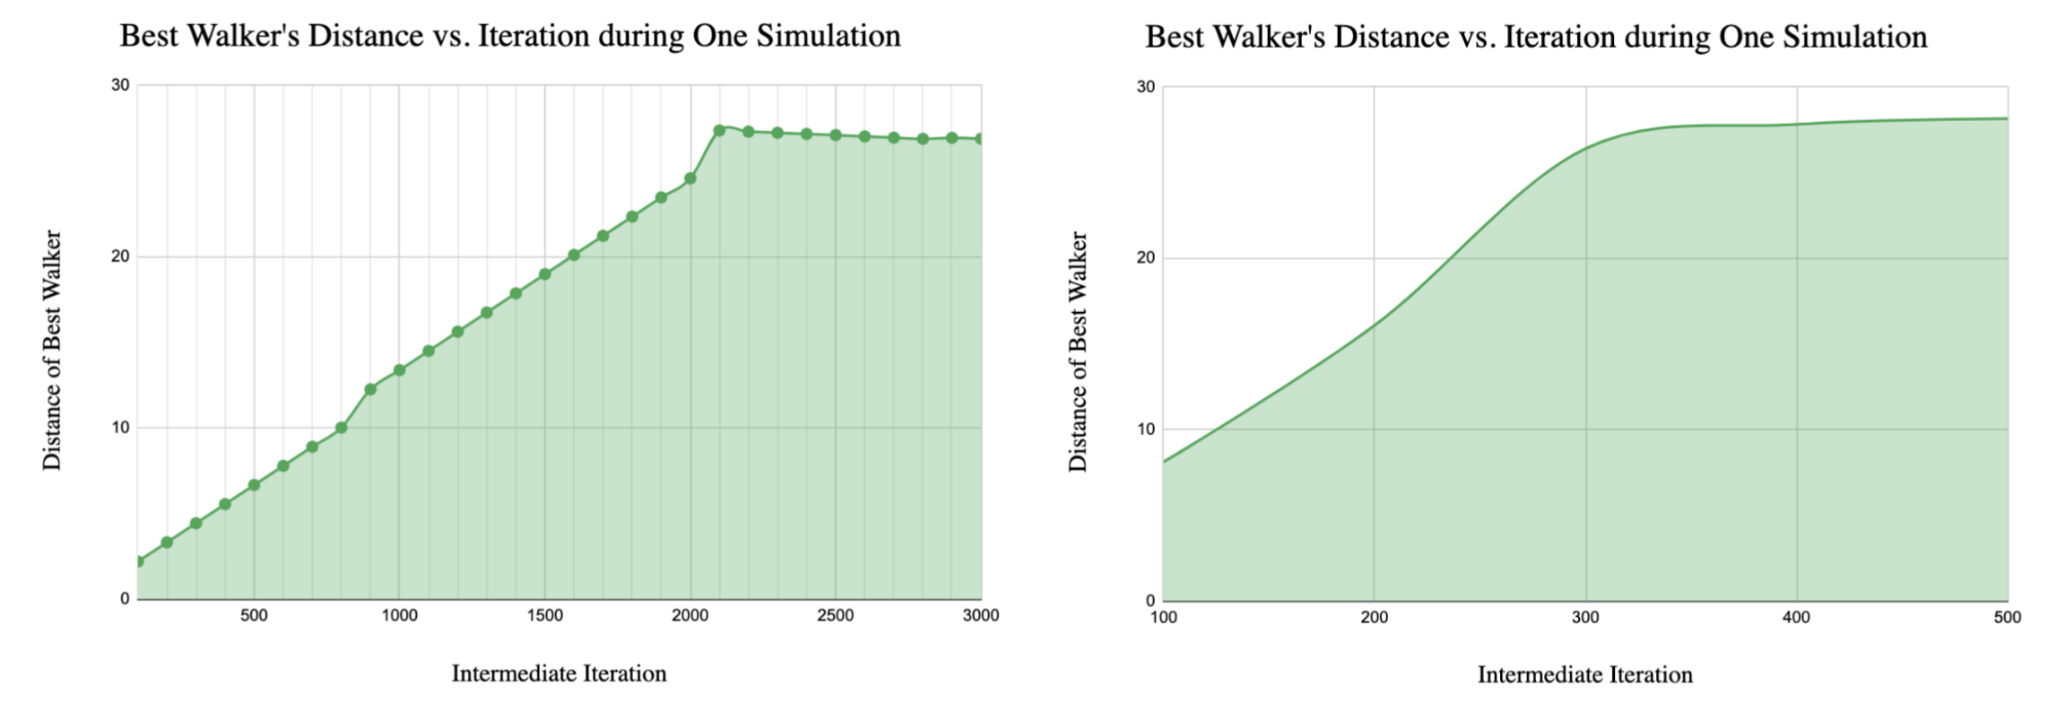 Best Walker's Distance vs. Iteration during One Simulation
30
20
10
0
Distance of Best Walker
500 1000 1500 2000 2500 3000
Intermediate Iteration
Best Walker's Distance vs. Iteration during One Simulation
30
20
10
0
Distance of Best Walker
100 200 300 400 500
Intermediate Iteration